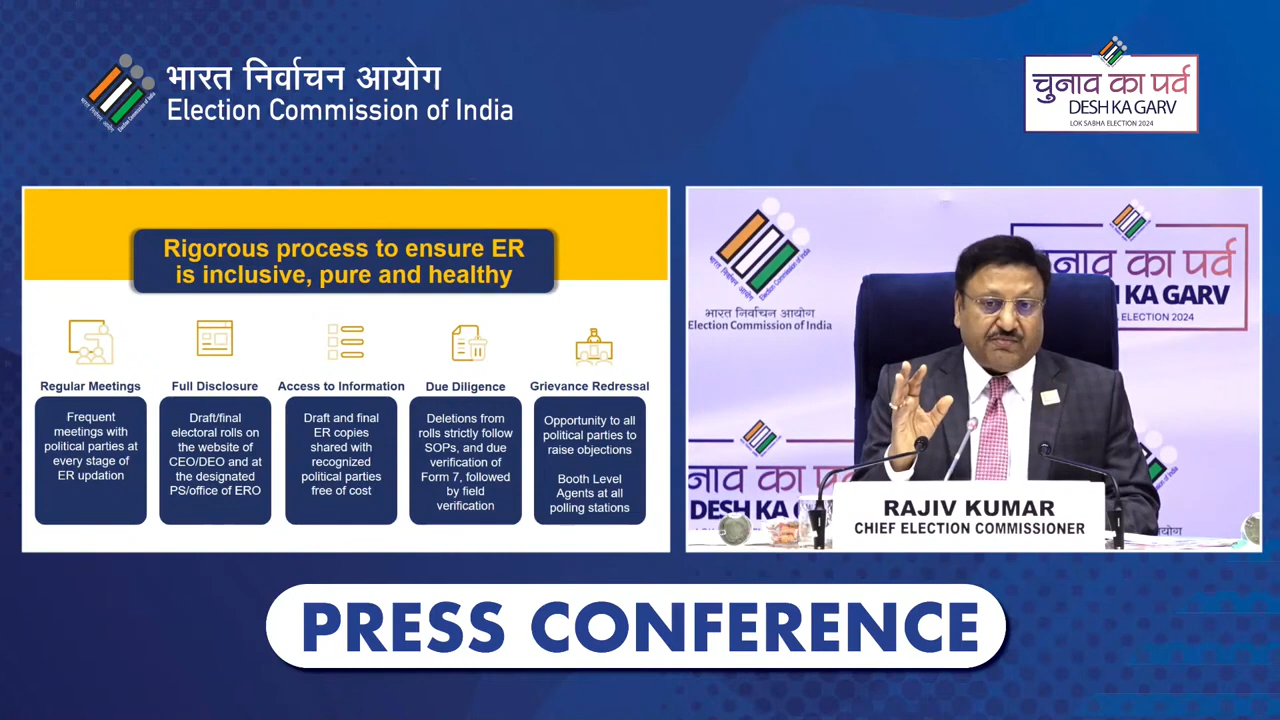 भारत निर्वाचन आयोग
Election Commission of India
चुनाव का पर्व
DESH KA GARV
LOK SABHA ELECTION 2024
Rigorous process to ensure ER
is inclusive, pure and healthy
Regular Meetings
Frequent
meetings with
political parties at
every stage of
ER updation
Full Disclosure
Draft/final
electoral rolls on
the website of
CEO/DEO and at
the designated
PS/office of ERO
Access to Information
Draft and final
ER copies
shared with
recognized
political parties
free of cost
Due Diligence
Deletions from
rolls strictly follow
SOPs, and due
verification of
Form 7, followed
by field
verification
Grievance Redressal
Opportunity to all
political parties to
raise objections
Booth Level
Agents at all
polling stations
भारत निर्वाचन आयोग
Election Commission of India
नाव का पर्व
KA GARV
ELECTION 2024
नाव का पर्व
DESH KA
RAJIV KUMAR
CHIEF ELECTION COMMISSIONER
PRESS CONFERENCE